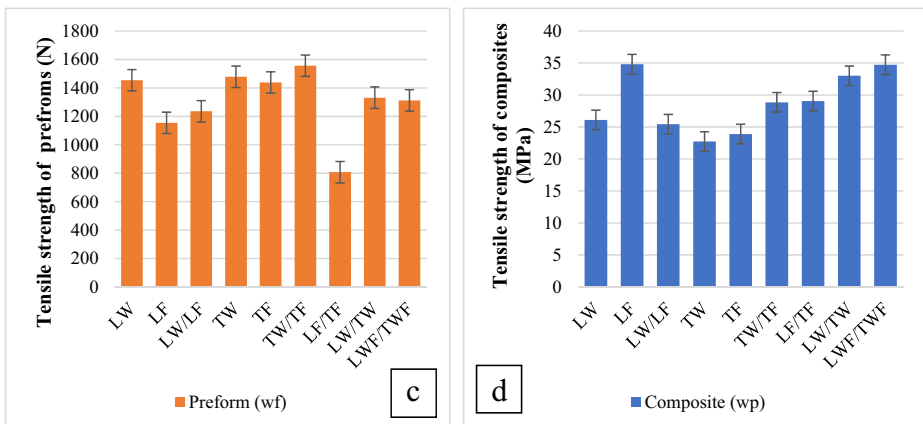 Tensile strength of prefroms (N)
1800
1600
1400
1200
1000
800
600
400
200
0
LW
LF
LW/LF
TW
TF
TW/TF
LF/TF
LW/TW
LWF/TWF
Preform (wf)
c
Tensile strength of composites
(MPa)
40
35
30
25
20
15
10
5
0
LW
LF
LW/LF
TW
TF
TW/TF
LF/TF
LW/TW
LWF/TWF
d
Composite (wp)